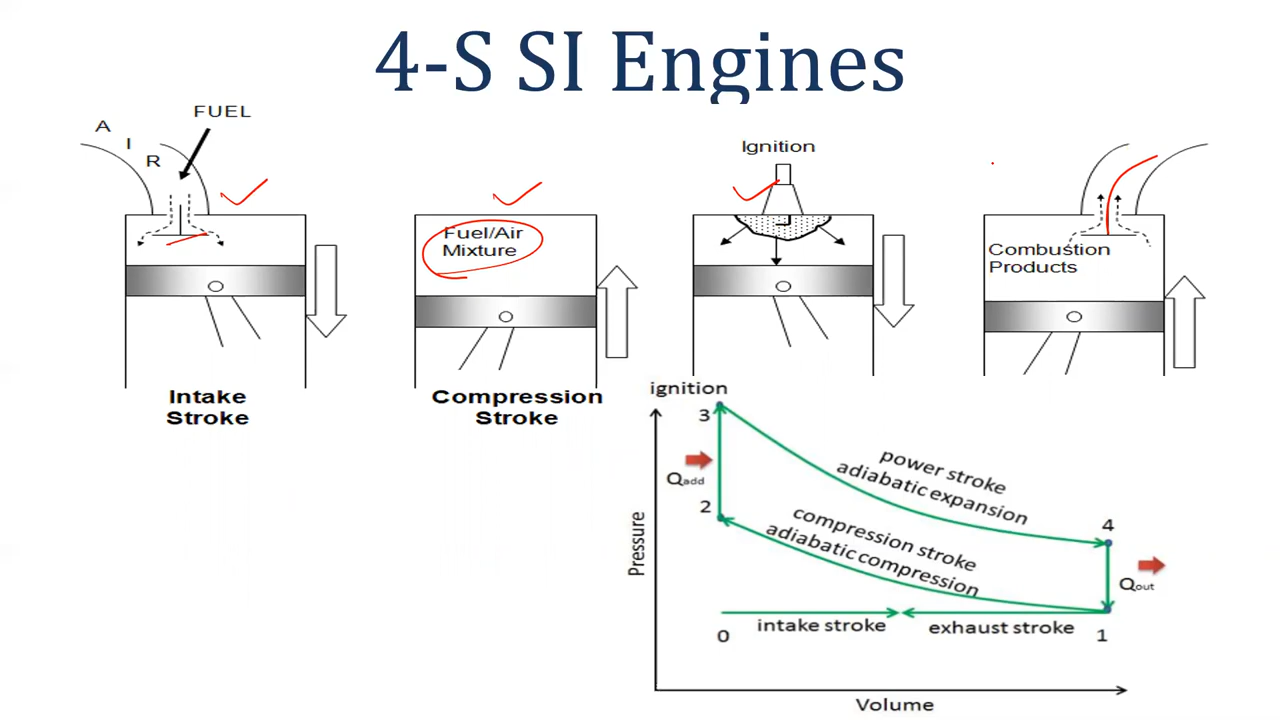 4-S SI Engines
FUEL
A
I
R
Ignition
Fuel/Air
Mixture
Combustion
Products
Intake
Stroke
Compression
Stroke
ignition
3
Qadd
2
power stroke
adiabatic expansion
compression stroke
adiabatic compression
4
Qout
Pressure
intake stroke
exhaust stroke
0
1
Volume